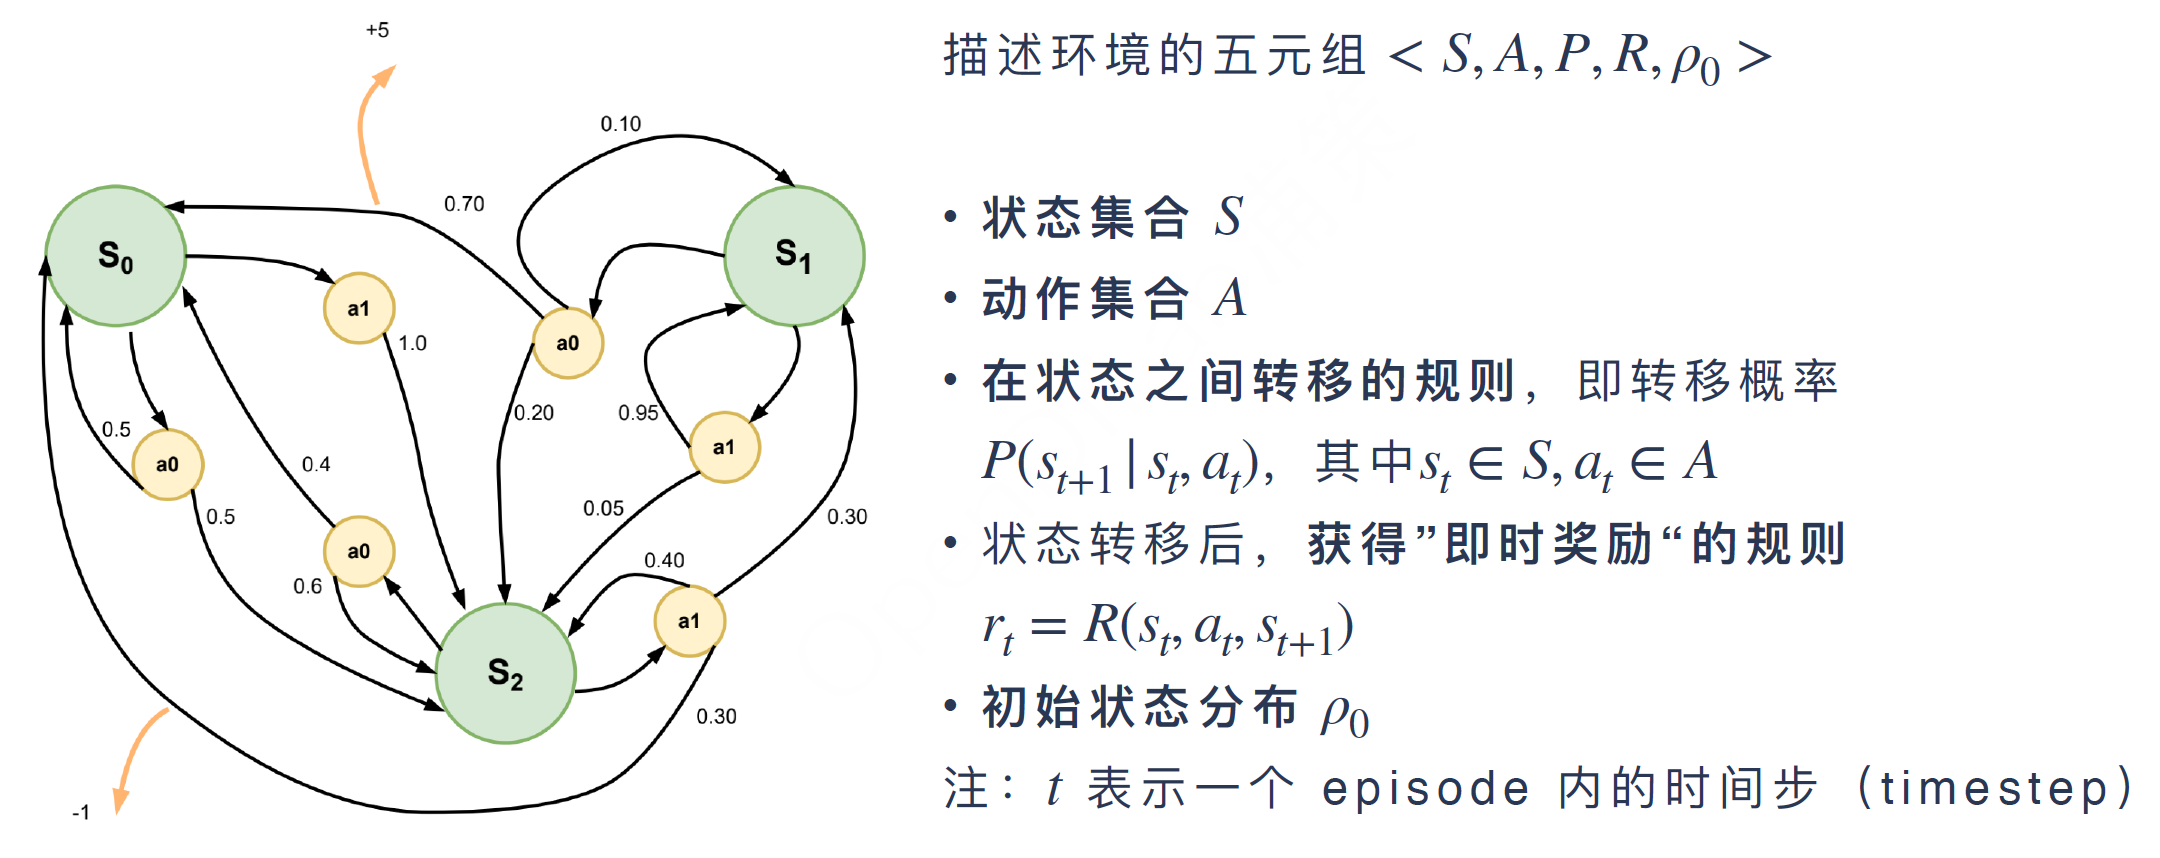 +5
0.10
0.70
S₀
S₁
a1
1.0
a0
0.20
0.95
a1
0.5
a0
0.4
0.5
0.05
0.30
a0
0.6
0.40
a1
S₂
0.30
-1
描述环境的五元组 < S, A, P, R, ρ₀ >
• 状态集合 S
• 动作集合 A
• 在状态之间转移的规则，即转移概率
P(sₜ₊₁ | sₜ, aₜ)，其中sₜ ∈ S, aₜ ∈ A
• 状态转移后，获得”即时奖励“的规则
rₜ = R(sₜ, aₜ, sₜ₊₁)
• 初始状态分布 ρ₀
注：t 表示一个 episode 内的时间步（timestep）